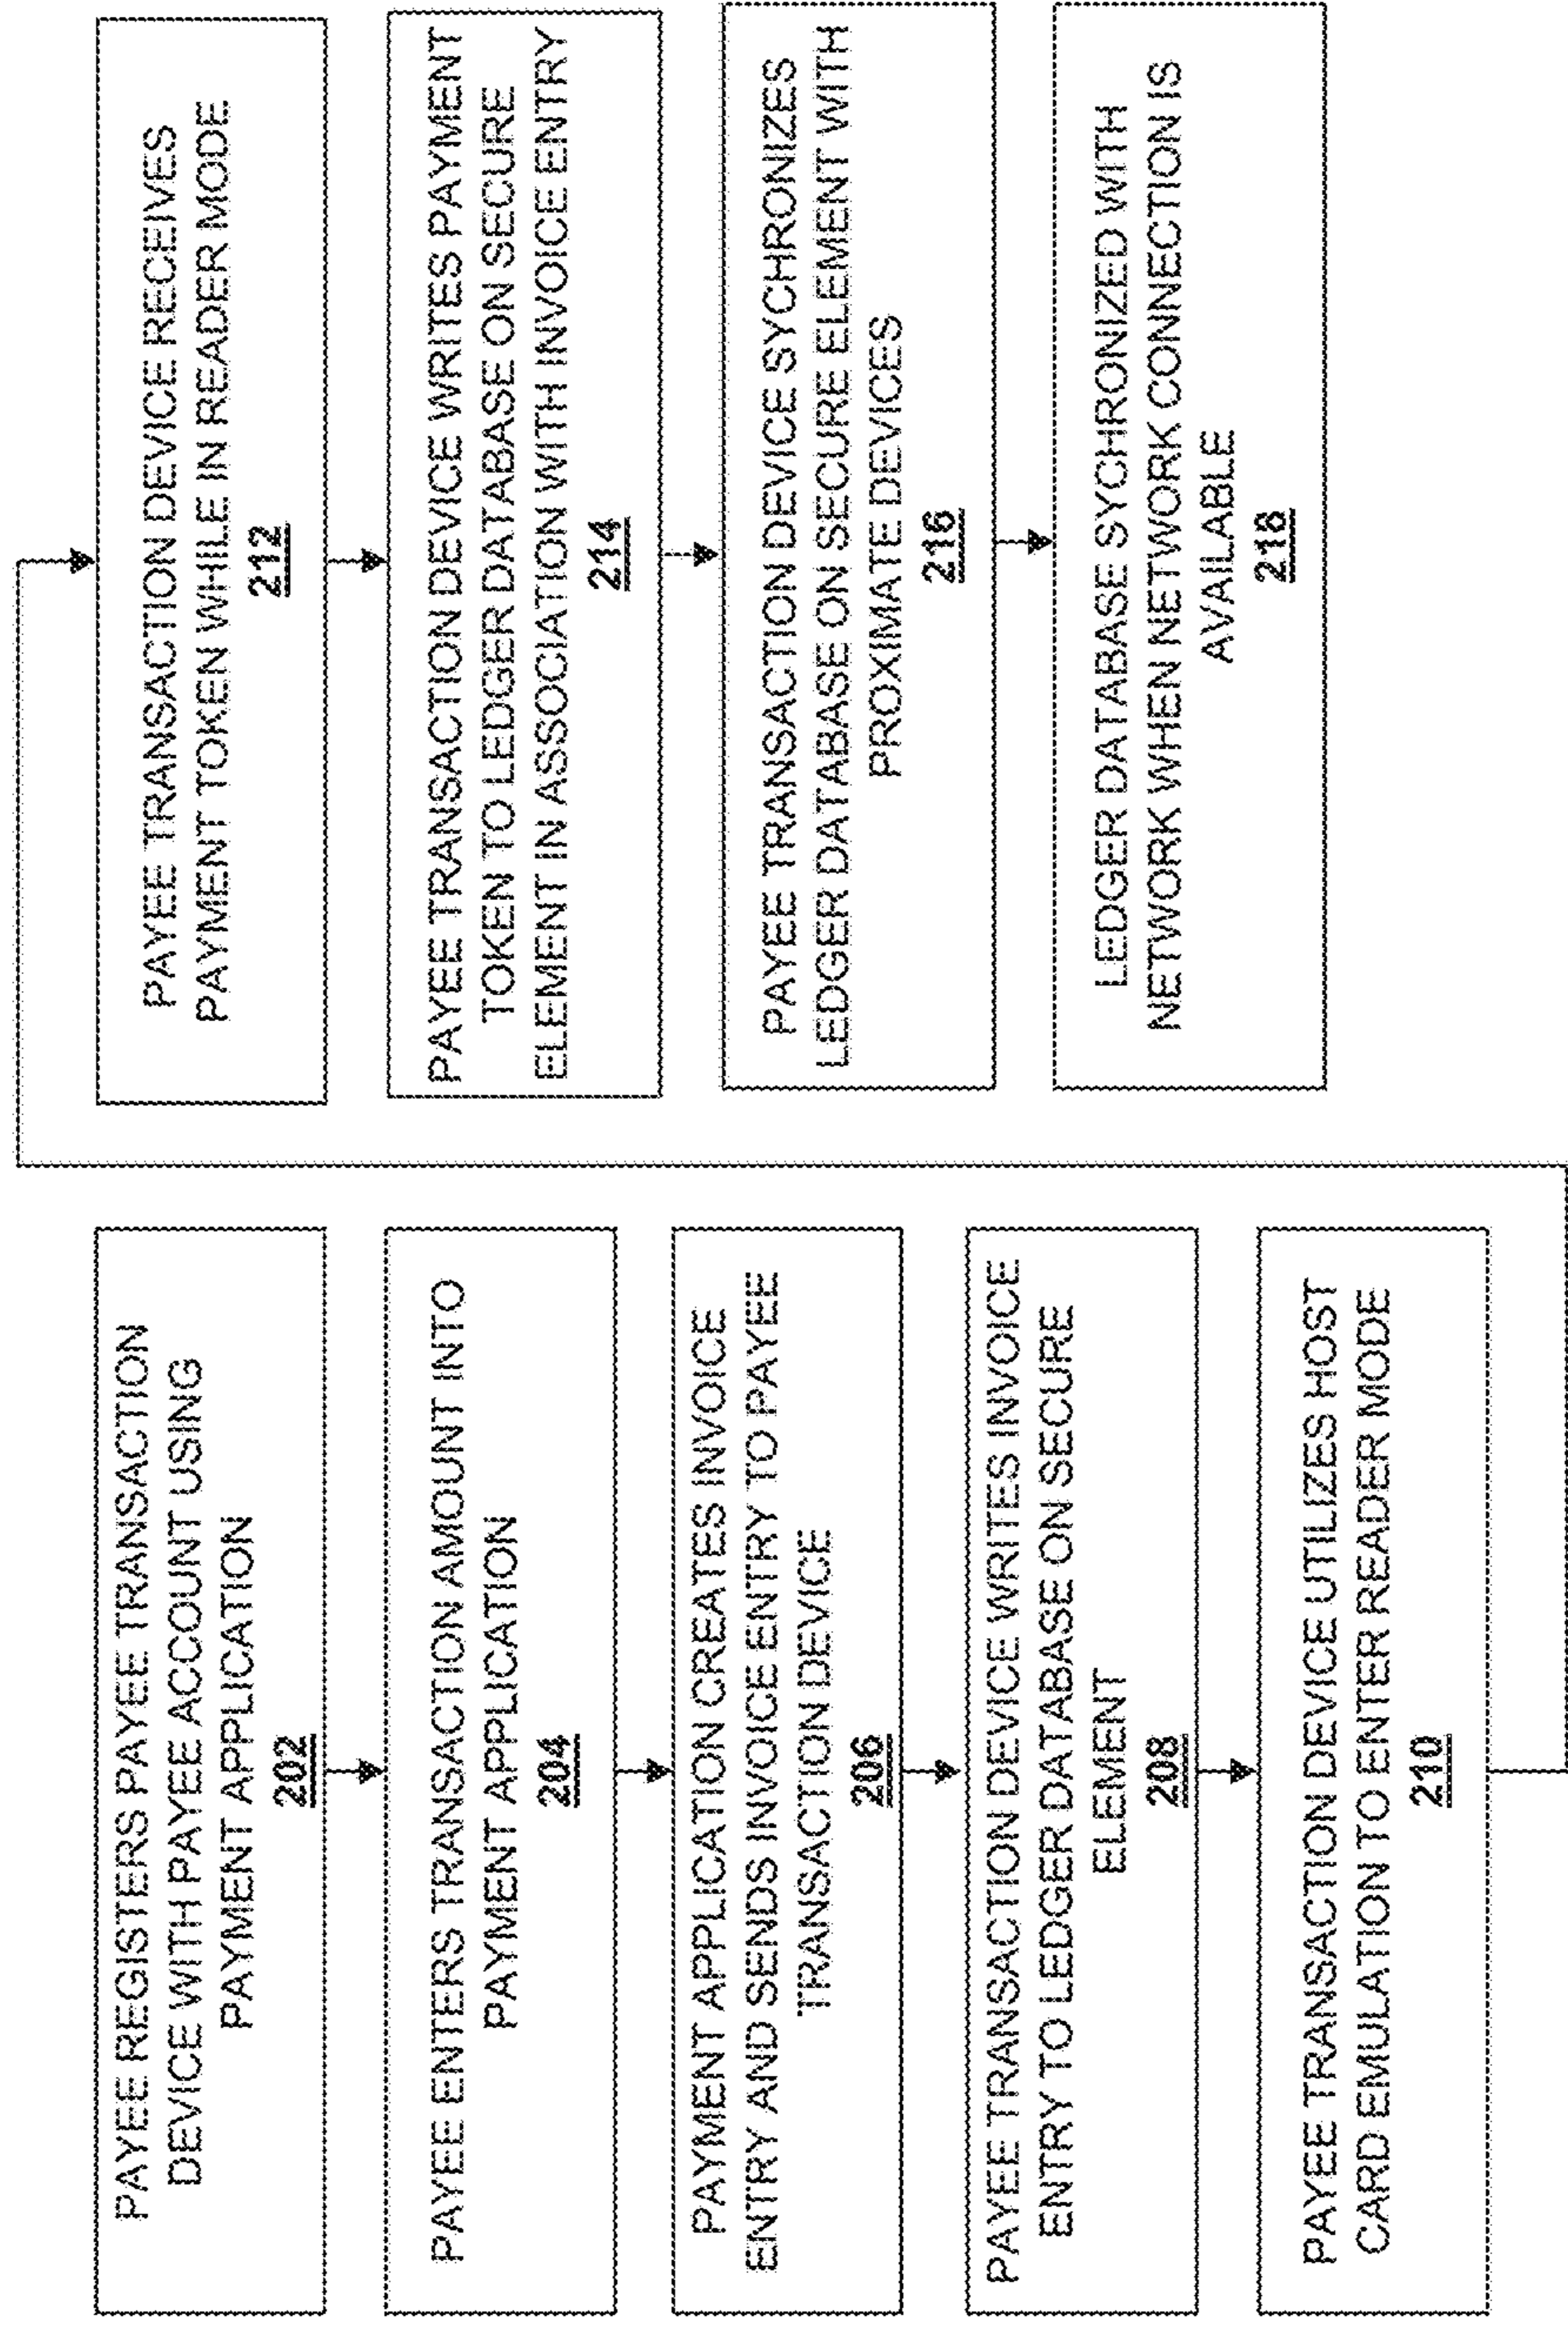 PAYEE REGISTERS PAYEE TRANSACTION
DEVICE WITH PAYEE ACCOUNT USING
PAYMENT APPLICATION
202
PAYEE ENTERS TRANSACTION AMOUNT INTO
PAYMENT APPLICATION
204
PAYMENT APPLICATION CREATES INVOICE
ENTRY AND SENDS INVOICE ENTRY TO PAYEE
TRANSACTION DEVICE
206
PAYEE TRANSACTION DEVICE WRITES INVOICE
ENTRY TO LEDGER DATABASE ON SECURE
ELEMENT
208
PAYEE TRANSACTION DEVICE UTILIZES HOST
CARD EMULATION TO ENTER READER MODE
210
PAYEE TRANSACTION DEVICE RECEIVES
PAYMENT TOKEN WHILE IN READER MODE
212
PAYEE TRANSACTION DEVICE WRITES PAYMENT
TOKEN TO LEDGER DATABASE ON SECURE
ELEMENT IN ASSOCIATION WITH INVOICE ENTRY
214
PAYEE TRANSACTION DEVICE SYCHRONIZES
LEDGER DATABASE ON SECURE ELEMENT WITH
PROXIMATE DEVICES
216
LEDGER DATABASE SYCHRONIZED WITH
NETWORK WHEN NETWORK CONNECTION IS
AVAILABLE
218